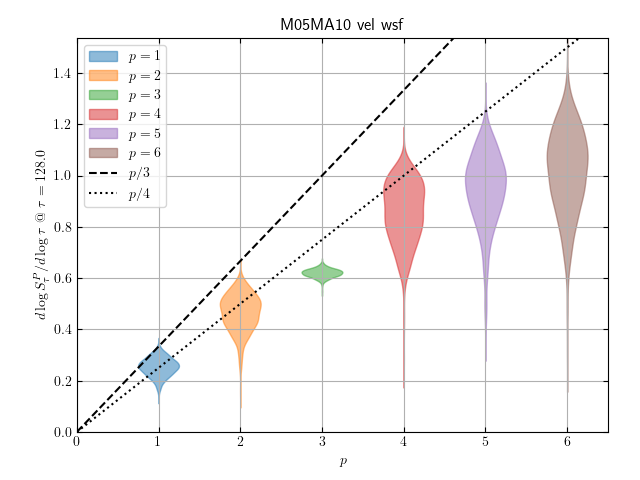 M05MA10 vel wsf
p = 1
p = 2
p = 3
p = 4
p = 5
p = 6
p/3
p/4
d log S_τ^P / d log τ @ τ = 128.0
1.4
1.2
1.0
0.8
0.6
0.4
0.2
0.0
0 1 2 3 4 5 6
p